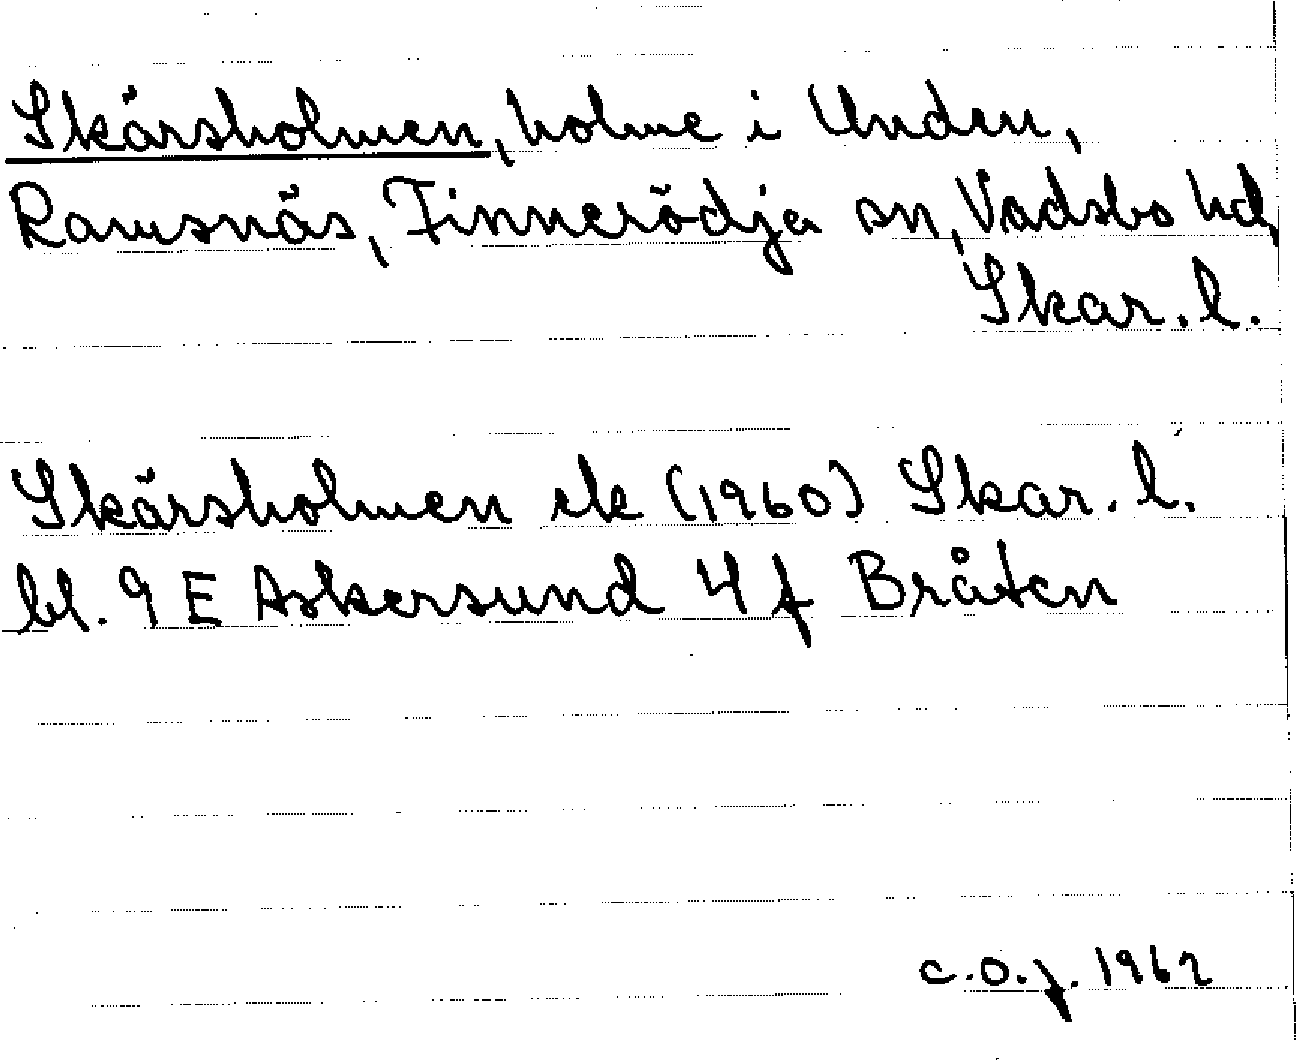 Skärsholmen, holme i Unden,
Ramsnäs, Finnerödja sn, Vadsbo hd,
Skar. l.
Skärsholmen ek (1960) Skar. l.
bl. 9 E Askersund 4 f Bråten
C.O.J. 1962